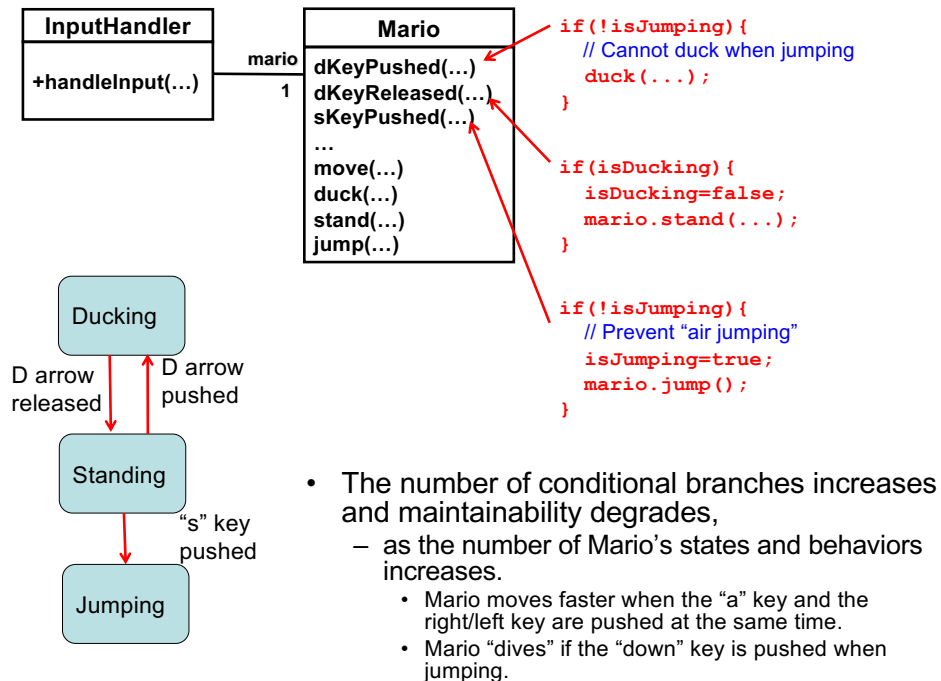 InputHandler
+handleInput(…)
mario
1
Mario
dKeyPushed(…)
dKeyReleased(…)
sKeyPushed(…)
…
move(…)
duck(…)
stand(…)
jump(…)
if(!isJumping){
// Cannot duck when jumping
duck(...);
}
if(isDucking){
isDucking=false;
mario.stand(...);
}
if(!isJumping){
// Prevent “air jumping”
isJumping=true;
mario.jump();
}
Ducking
D arrow
released
D arrow
pushed
Standing
“s” key
pushed
Jumping
• The number of conditional branches increases
and maintainability degrades,
– as the number of Mario’s states and behaviors
increases.
• Mario moves faster when the “a” key and the
right/left key are pushed at the same time.
• Mario “dives” if the “down” key is pushed when
jumping.